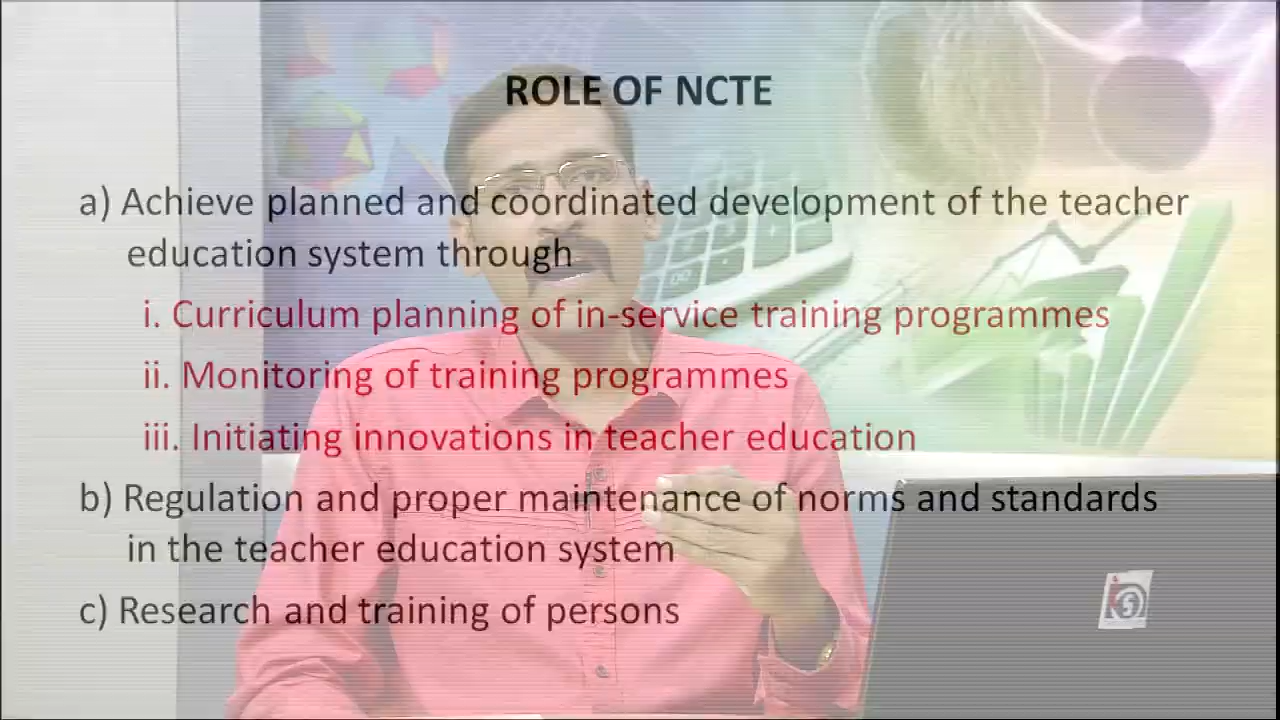 ROLE OF NCTE
a) Achieve planned and coordinated development of the teacher
education system through
i. Curriculum planning of in-service training programmes
ii. Monitoring of training programmes
iii. Initiating innovations in teacher education
b) Regulation and proper maintenance of norms and standards
in the teacher education system
c) Research and training of persons